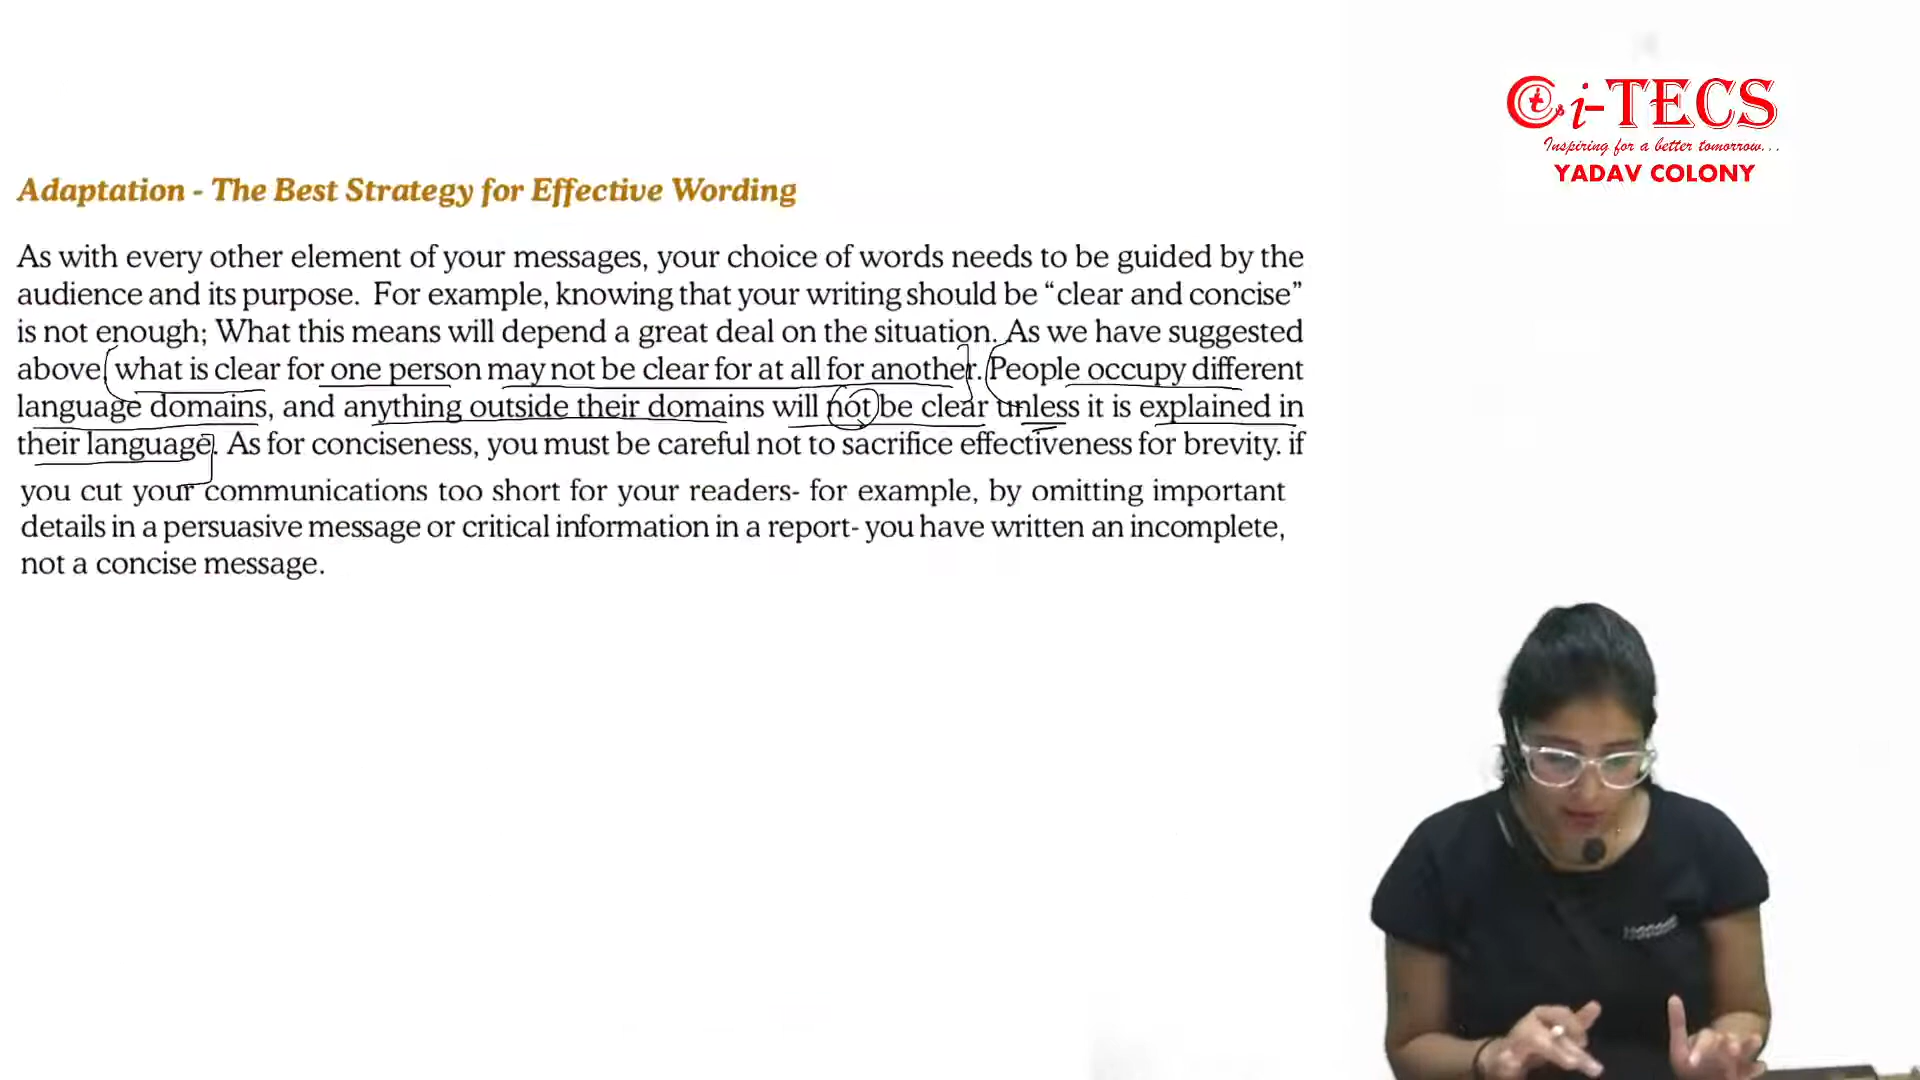 i-TECS
Inspiring for a better tomorrow...
YADAV COLONY
Adaptation - The Best Strategy for Effective Wording
As with every other element of your messages, your choice of words needs to be guided by the
audience and its purpose. For example, knowing that your writing should be “clear and concise”
is not enough; What this means will depend a great deal on the situation. As we have suggested
above, what is clear for one person may not be clear for at all for another. People occupy different
language domains, and anything outside their domains will not be clear unless it is explained in
their language. As for conciseness, you must be careful not to sacrifice effectiveness for brevity. if
you cut your communications too short for your readers- for example, by omitting important
details in a persuasive message or critical information in a report- you have written an incomplete,
not a concise message.